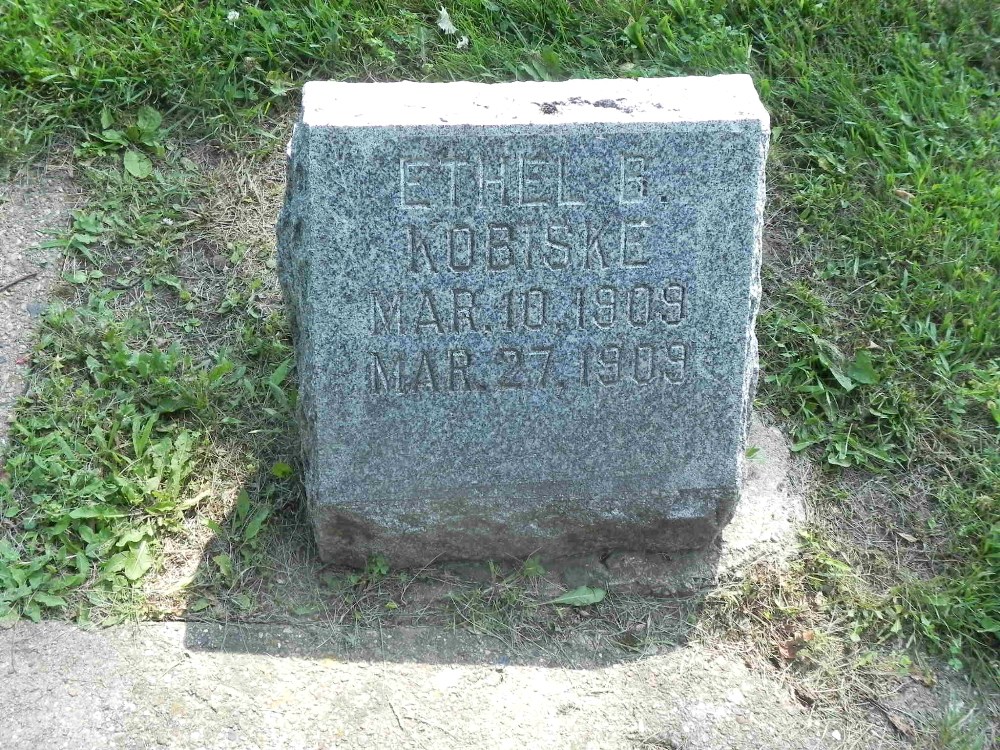 ETHEL B.
KOBISKE
MAR. 10, 1909
MAR. 27, 1909